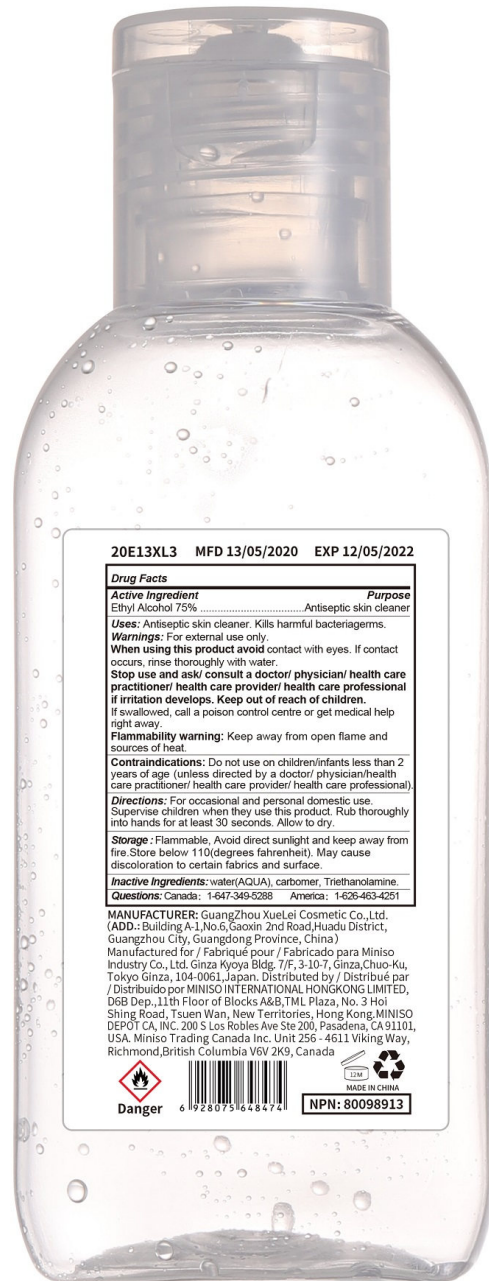 20E13XL3 MFD 13/05/2020 EXP 12/05/2022
Drug Facts
Active Ingredient Purpose
Ethyl Alcohol 75% ..................................Antiseptic skin cleaner
Uses: Antiseptic skin cleaner. Kills harmful bacteriagerms.
Warnings: For external use only.
When using this product avoid contact with eyes. If contact
occurs, rinse thoroughly with water.
Stop use and ask/ consult a doctor/ physician/ health care
practitioner/ health care provider/ health care professional
if irritation develops. Keep out of reach of children.
If swallowed, call a poison control centre or get medical help
right away.
Flammability warning: Keep away from open flame and
sources of heat.
Contraindications: Do not use on children/infants less than 2
years of age (unless directed by a doctor/ physician/health
care practitioner/ health care provider/ health care professional).
Directions: For occasional and personal domestic use.
Supervise children when they use this product. Rub thoroughly
into hands for at least 30 seconds. Allow to dry.
Storage : Flammable, Avoid direct sunlight and keep away from
fire.Store below 110(degrees fahrenheit). May cause
discoloration to certain fabrics and surface.
Inactive Ingredients: water(AQUA), carbomer, Triethanolamine.
Questions: Canada: 1-647-349-5288 America: 1-626-463-4251
MANUFACTURER: GuangZhou XueLei Cosmetic Co.,Ltd.
(ADD.: Building A-1,No.6,Gaoxin 2nd Road,Huadu District,
Guangzhou City, Guangdong Province, China)
Manufactured for / Fabriqué pour / Fabricado para Miniso
Industry Co., Ltd. Ginza Kyoya Bldg. 7/F, 3-10-7, Ginza,Chuo-Ku,
Tokyo Ginza, 104-0061,Japan. Distributed by / Distribué par
/ Distribuido por MINISO INTERNATIONAL HONGKONG LIMITED,
D6B Dep.,11th Floor of Blocks A&B,TML Plaza, No. 3 Hoi
Shing Road, Tsuen Wan, New Territories, Hong Kong.MINISO
DEPOT CA, INC. 200 S Los Robles Ave Ste 200, Pasadena, CA 91101,
USA. Miniso Trading Canada Inc. Unit 256 - 4611 Viking Way,
Richmond,British Columbia V6V 2K9, Canada
12M
MADE IN CHINA
Danger
6 928075 648474
NPN: 80098913